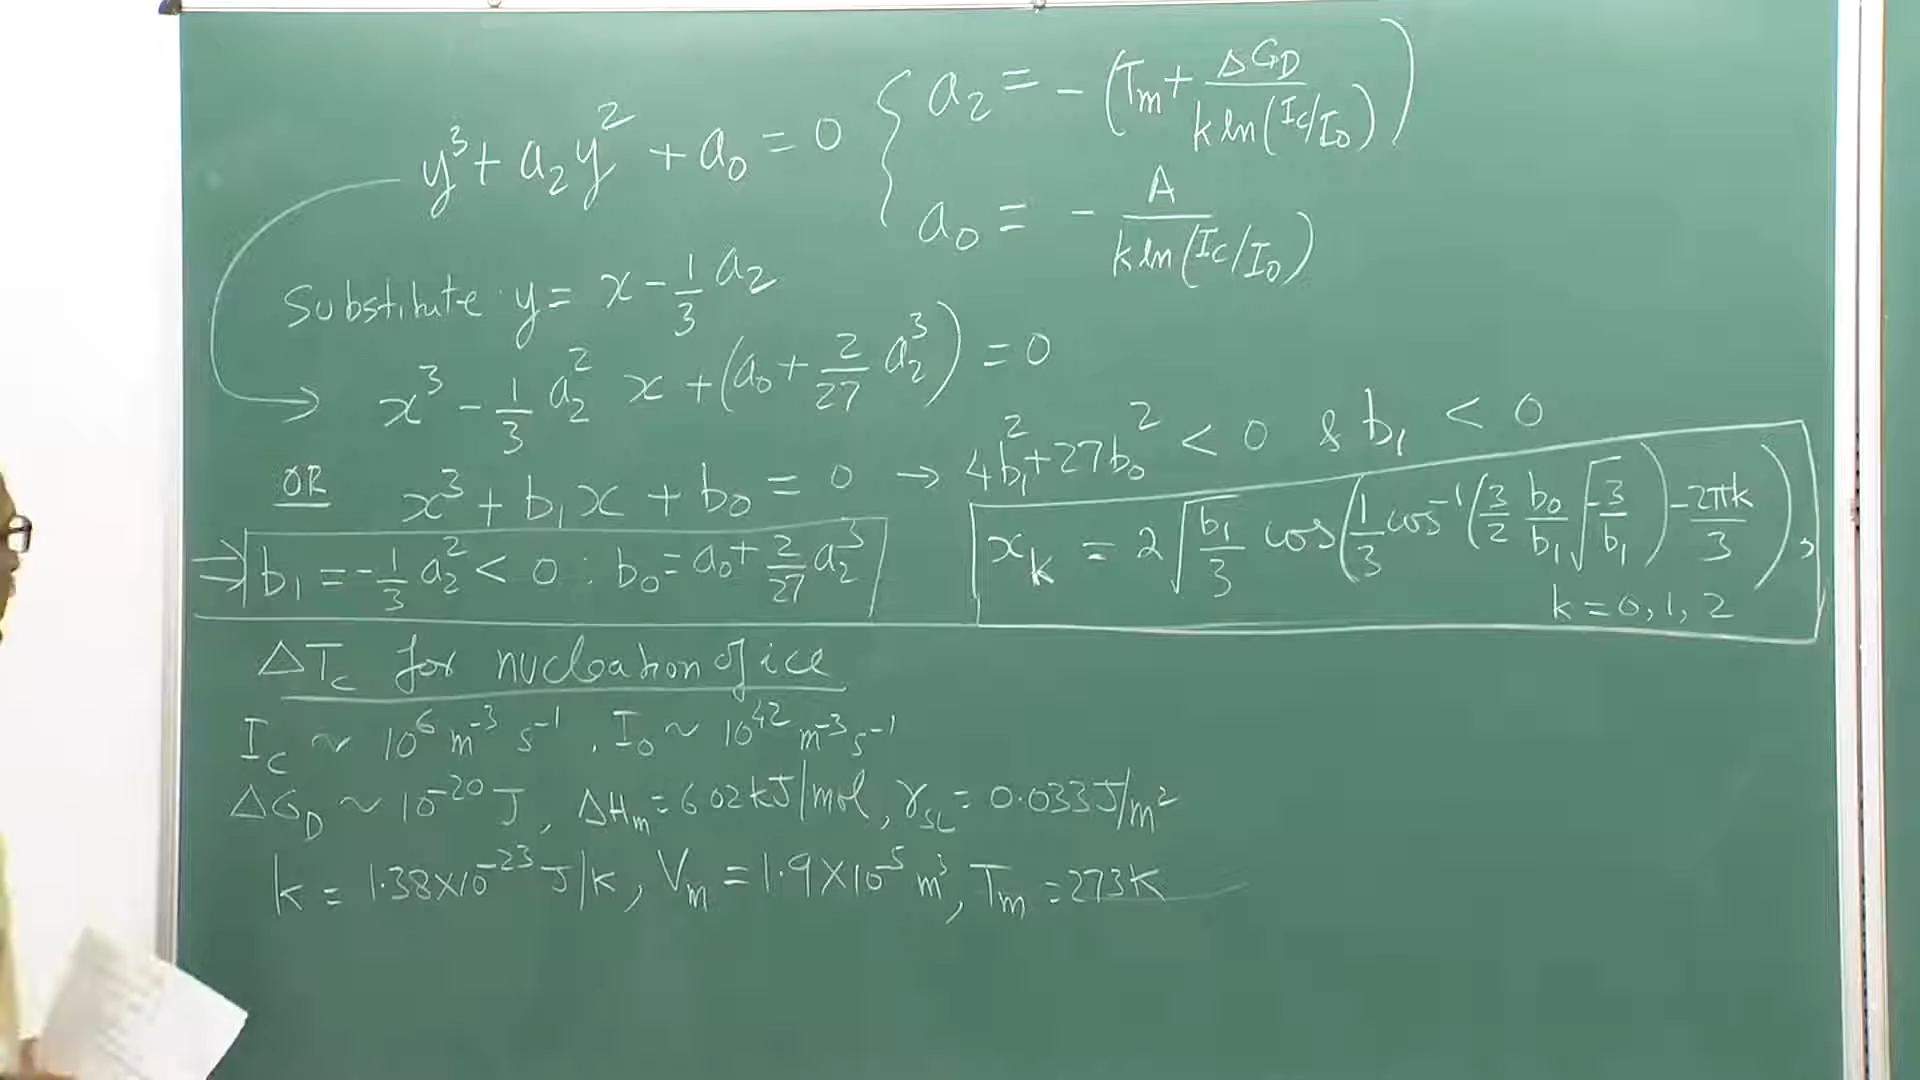 y³ + a₂y² + a₀ = 0 { a₂ = - (Tm + ΔG_D / k ln(Ic/I₀))
a₀ = - A / k ln(Ic/I₀)
Substitute y = x - 1/3 a₂
→ x³ - 1/3 a₂² x + (a₀ + 2/27 a₂³) = 0
OR x³ + b₁x + b₀ = 0 → 4b₁² + 27b₀² < 0 & b₁ < 0
⇒ b₁ = -1/3 a₂² < 0 : b₀ = a₀ + 2/27 a₂³
x_k = 2√(b₁/3) cos(1/3 cos⁻¹(3/2 b₀/b₁ √(-3/b₁)) - 2πk/3),
k = 0, 1, 2
ΔTc for nucleation of ice
Ic ~ 10⁶ m⁻³ s⁻¹, I₀ ~ 10⁴² m⁻³ s⁻¹
ΔG_D ~ 10⁻²⁰ J, ΔHm = 6.02 kJ/mol, γ_SL = 0.033 J/m²
k = 1.38×10⁻²³ J/K, Vm = 1.9×10⁻⁵ m³, Tm = 273K